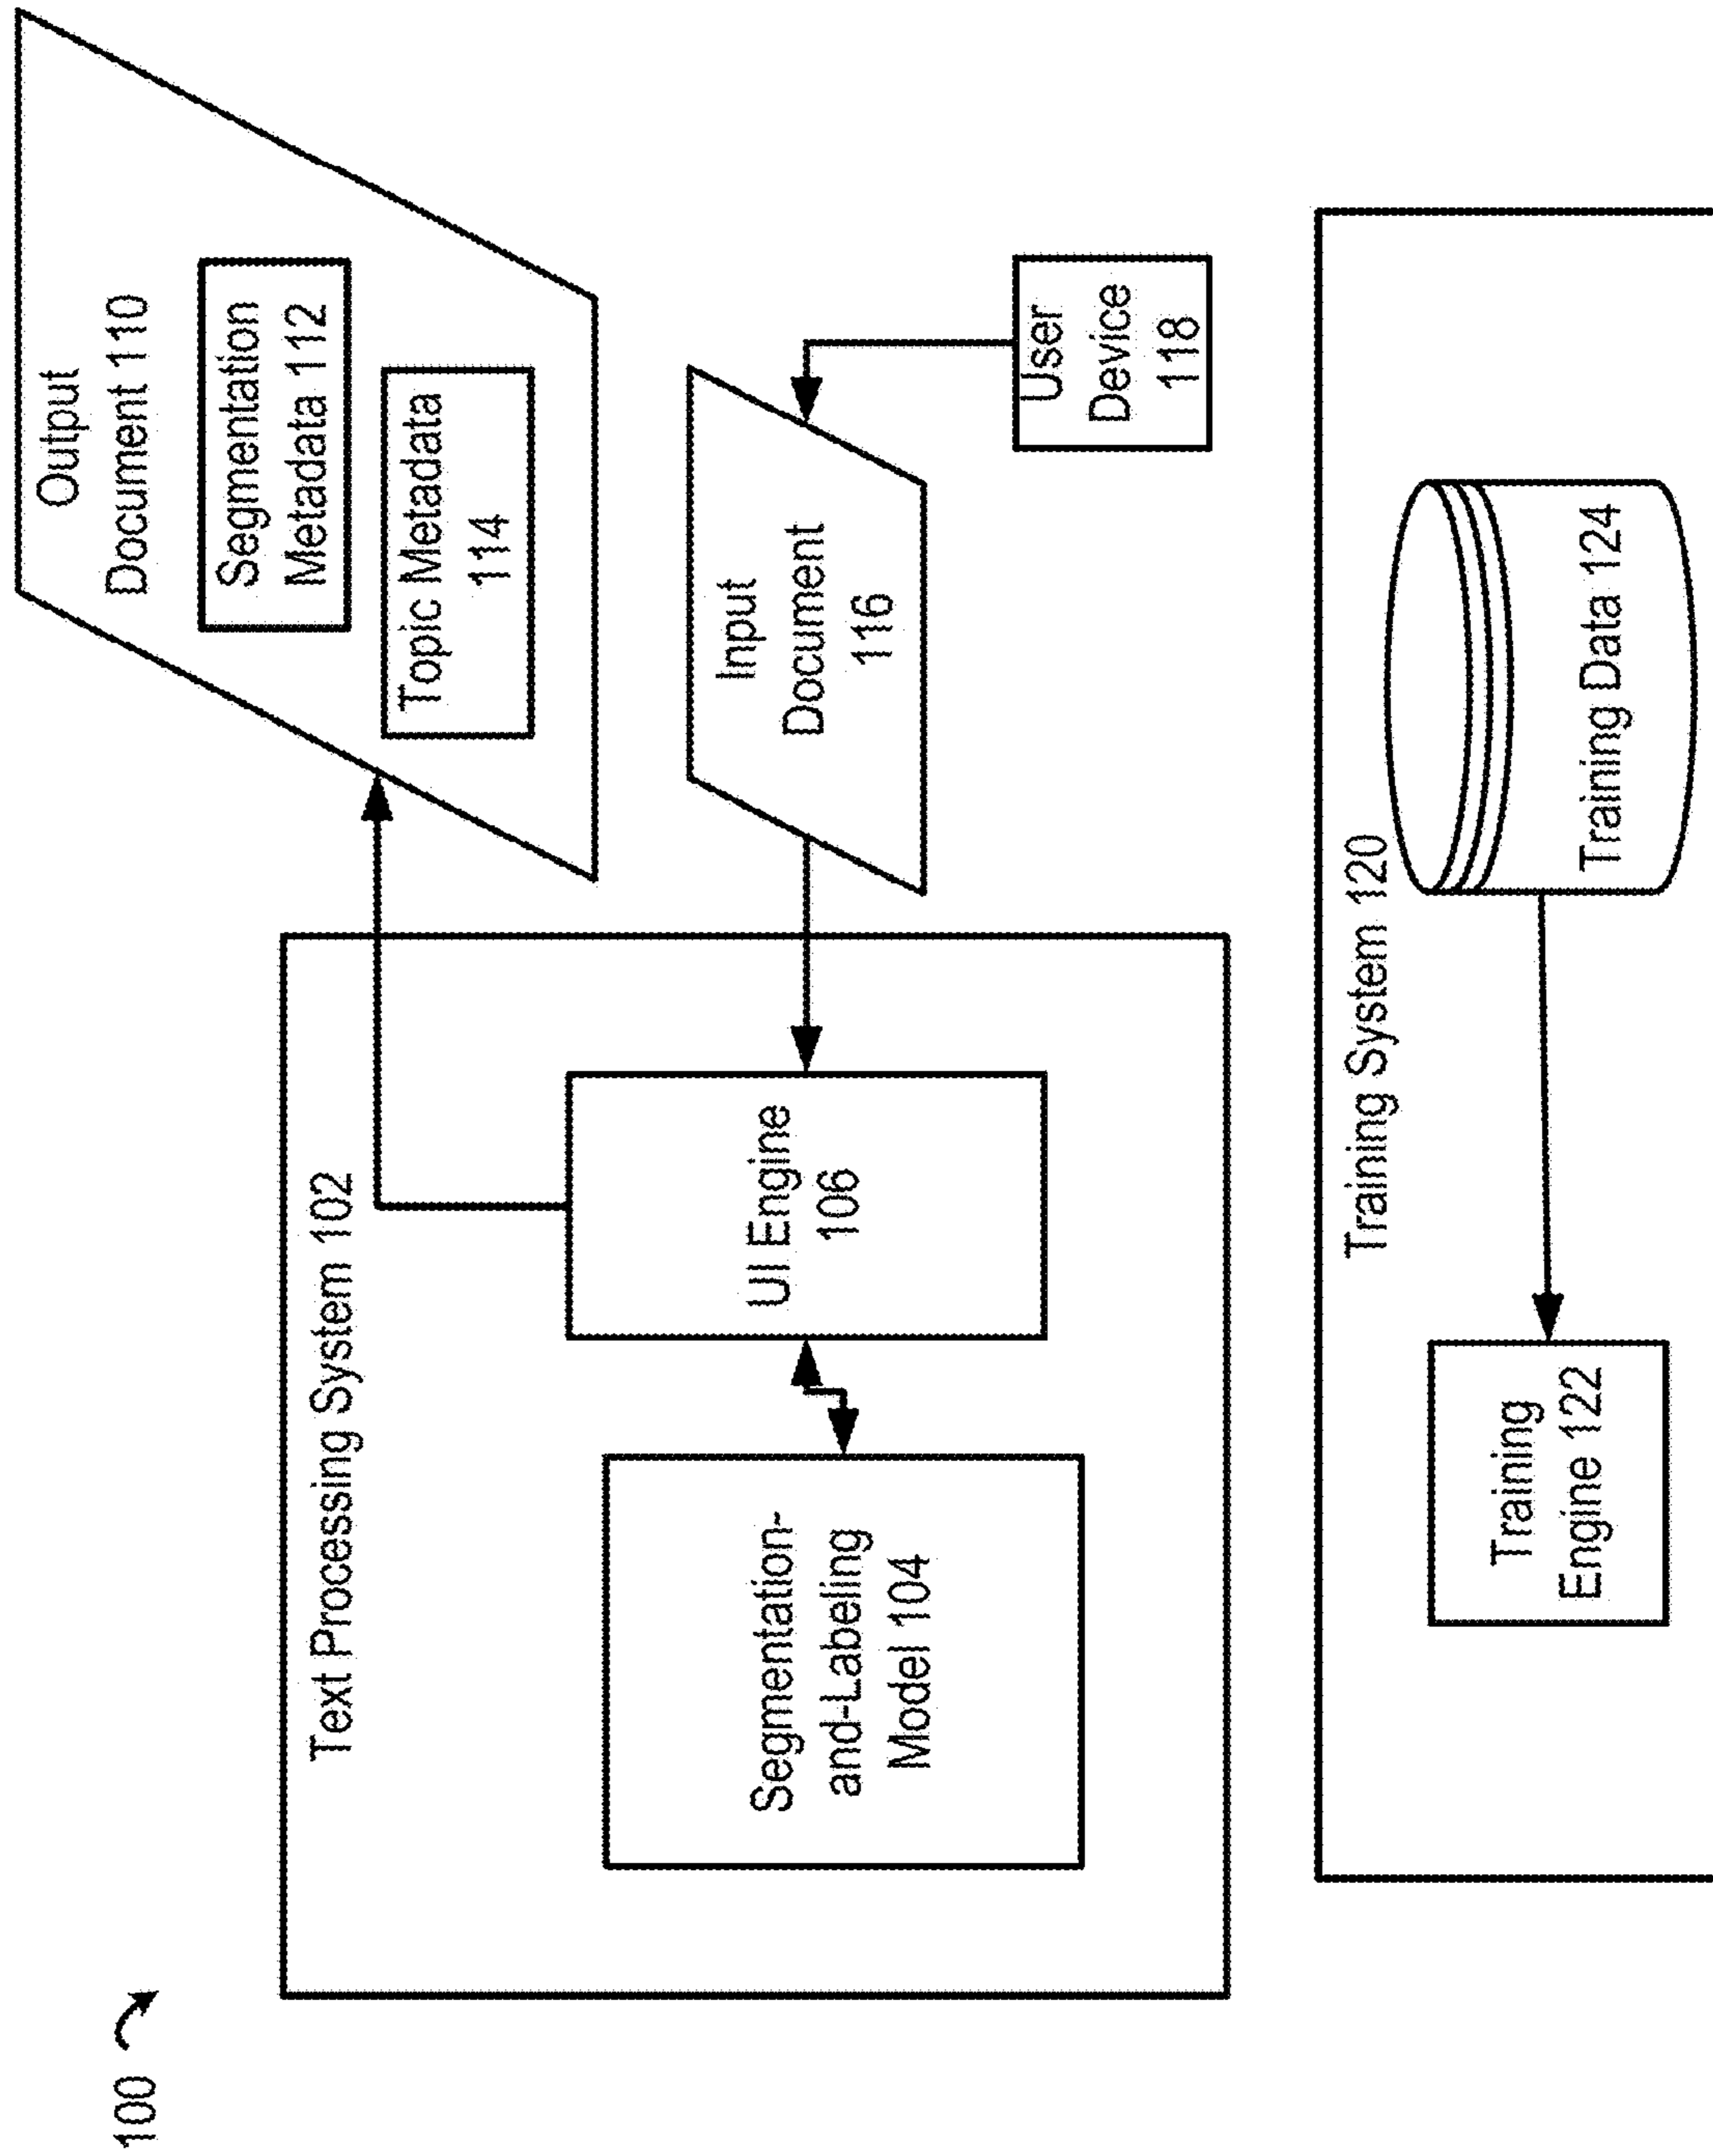 100
Text Processing System 102
Segmentation-
and-Labeling
Model 104
UI Engine
106
Output
Document 110
Segmentation
Metadata 112
Topic Metadata
114
Input
Document
116
User
Device
118
Training System 120
Training
Engine 122
Training Data 124